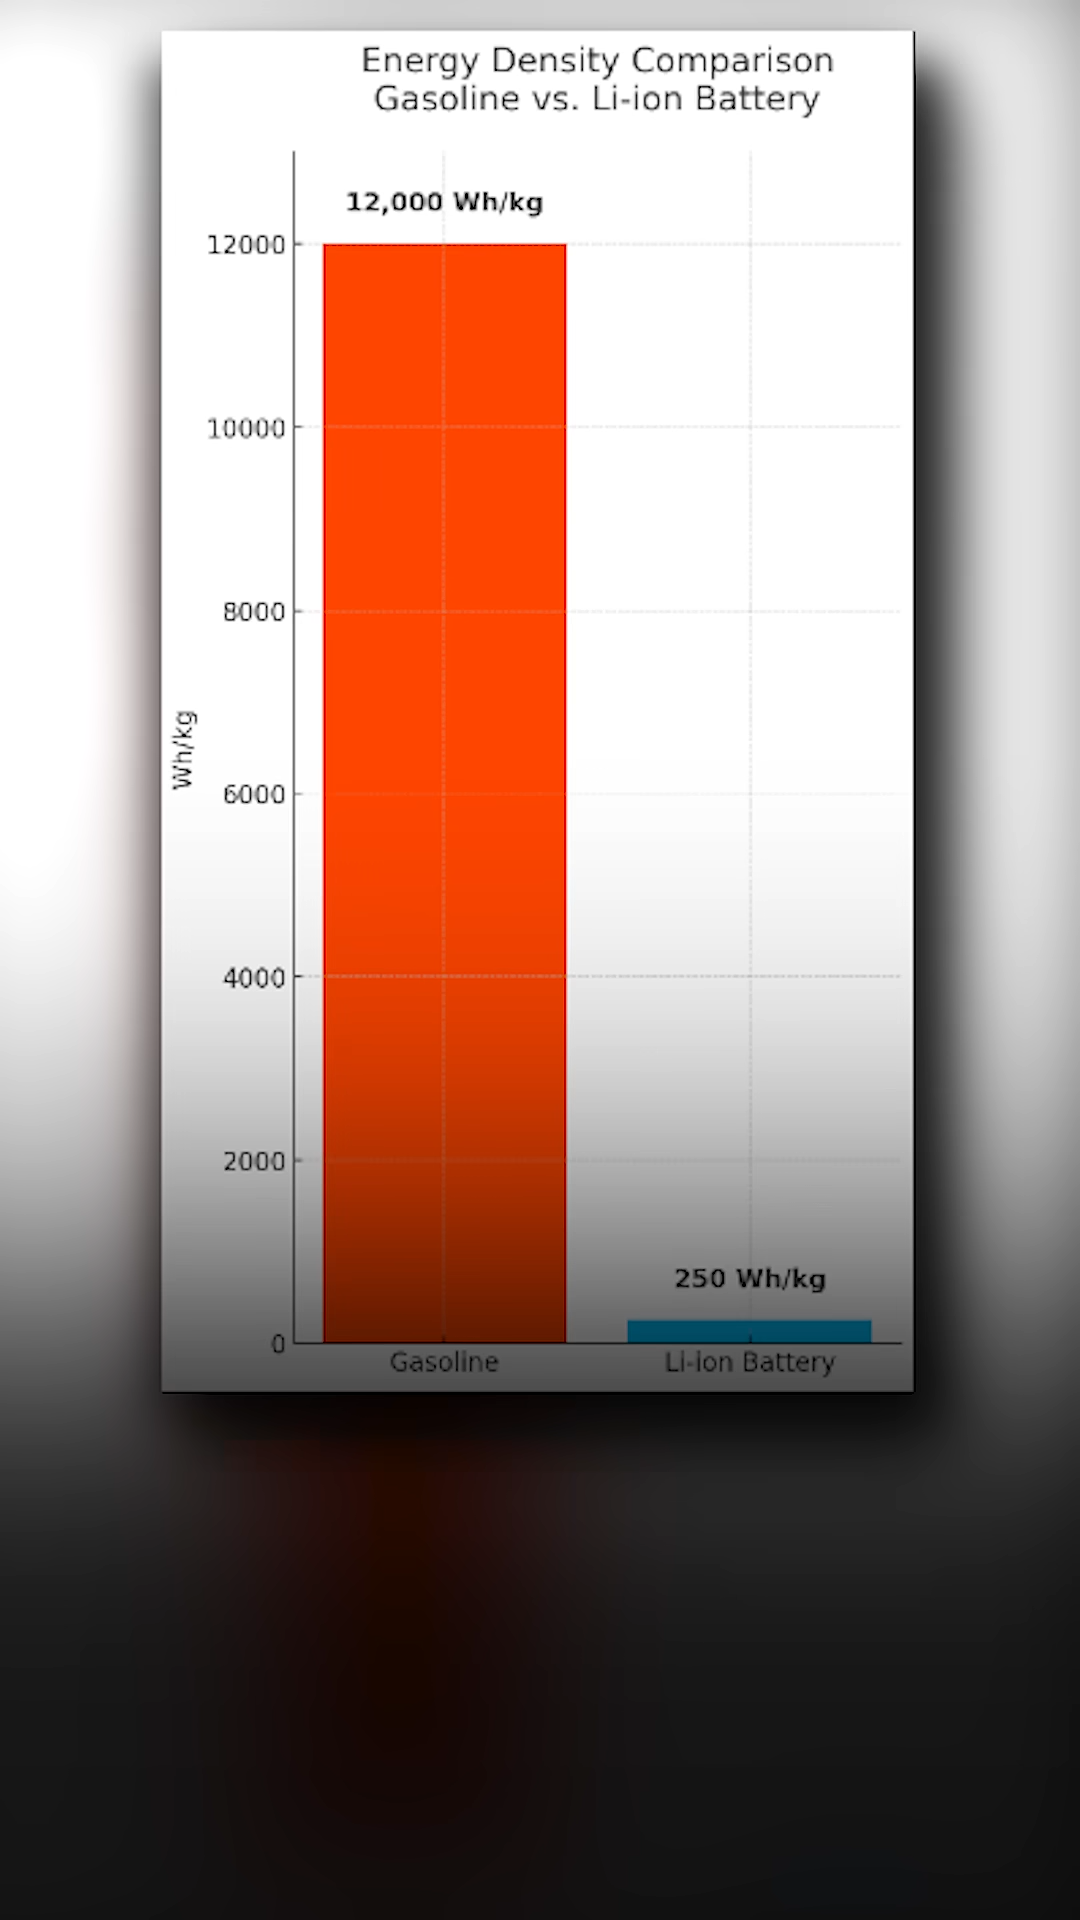 Energy Density Comparison
Gasoline vs. Li-ion Battery
12,000 Wh/kg
12000
10000
8000
Wh/kg
6000
4000
2000
250 Wh/kg
0
Gasoline
Li-ion Battery